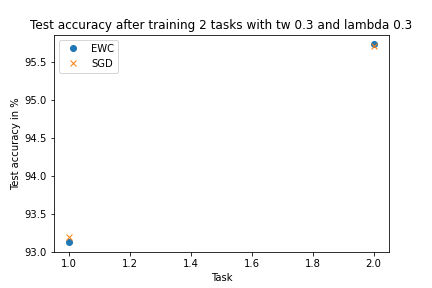 Test accuracy after training 2 tasks with tw 0.3 and lambda 0.3
EWC
SGD
95.5
95.0
94.5
94.0
93.5
93.0
Test accuracy in %
1.0 1.2 1.4 1.6 1.8 2.0
Task